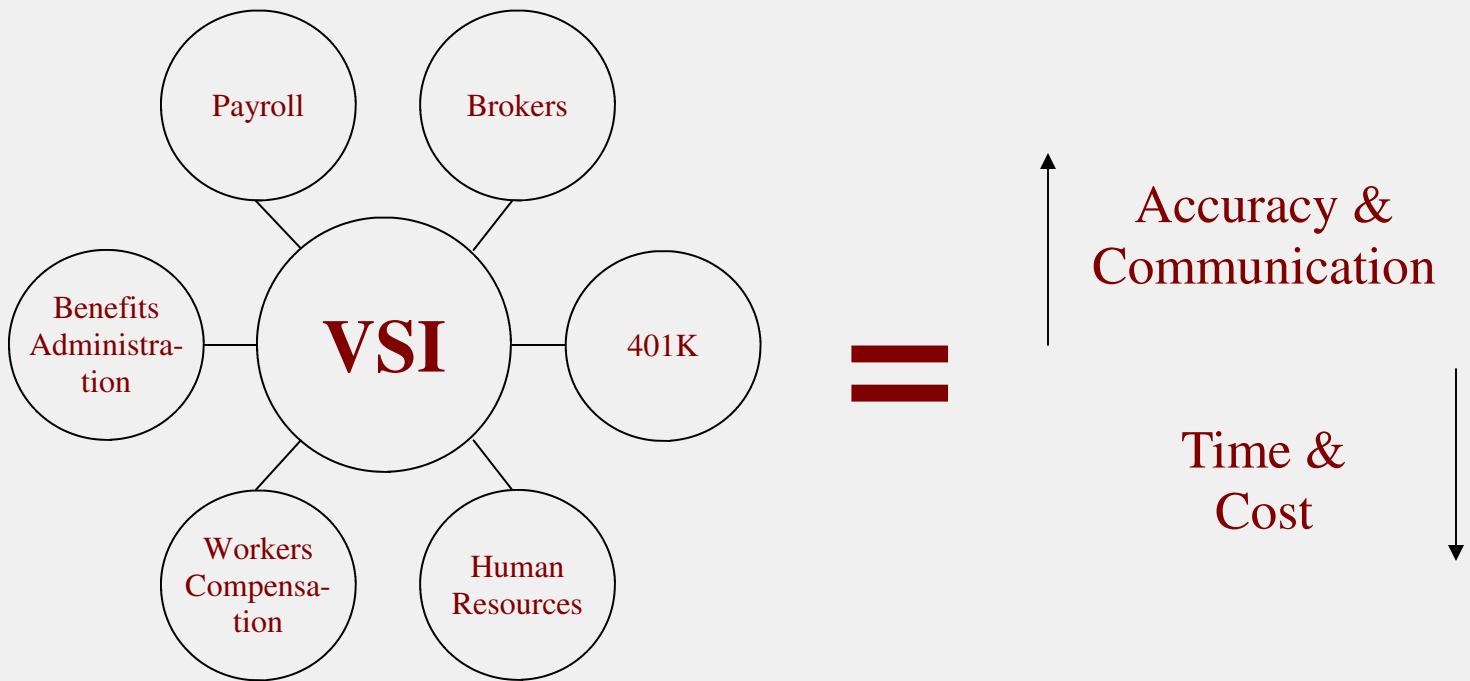 Payroll
Brokers
Benefits
Administra-
tion
VSI
401K
Workers
Compensa-
tion
Human
Resources
=
Accuracy &
Communication
Time &
Cost